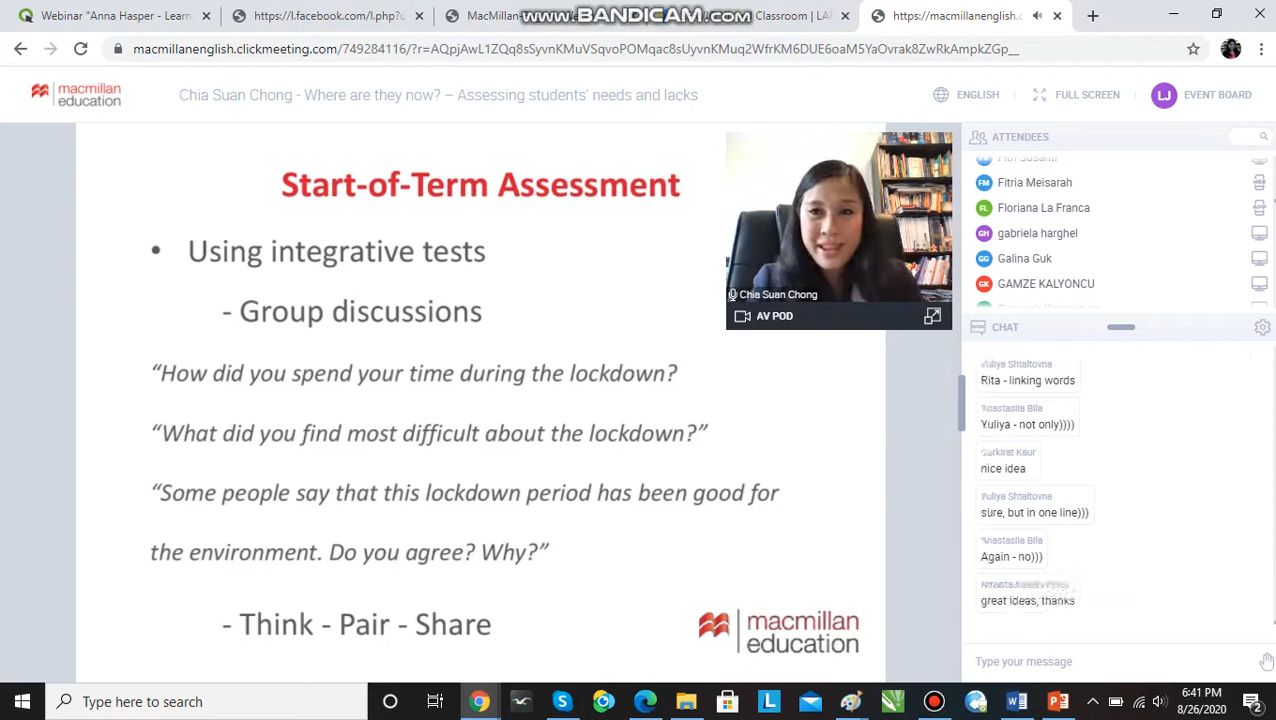 Webinar "Anna Hasper - Learn
https://l.facebook.com/l.php?
MacMillan
www.BANDICAM.com
Classroom | LA
https://macmillanenglish.c
macmillanenglish.clickmeeting.com/749284116/?r=AQpjAwL1ZQq8sSyvnKMuVSqvoPOMqac8sUyvnKMuq2WfrKM6DUE6oaM5YaOvrak8ZwRkAmpkZGp__
macmillan
education
Chia Suan Chong - Where are they now? – Assessing students' needs and lacks
ENGLISH
FULL SCREEN
LJ
EVENT BOARD
Start-of-Term Assessment
• Using integrative tests
- Group discussions
“How did you spend your time during the lockdown?
“What did you find most difficult about the lockdown?”
“Some people say that this lockdown period has been good for
the environment. Do you agree? Why?”
- Think - Pair - Share
macmillan
education
Chia Suan Chong
AV POD
ATTENDEES
Fitri Susanti
FM Fitria Meisarah
FL Floriana La Franca
GH gabriela harghel
GG Galina Guk
GK GAMZE KALYONCU
CHAT
Yuliya Shtaltovna
Rita - linking words
Anastasiia Bila
Yuliya - not only))))
Gurkirat Kaur
nice idea
Yuliya Shtaltovna
sure, but in one line)))
Anastasiia Bila
Again - no)))
great ideas, thanks
Type your message
Type here to search
6:41 PM
8/26/2020
2